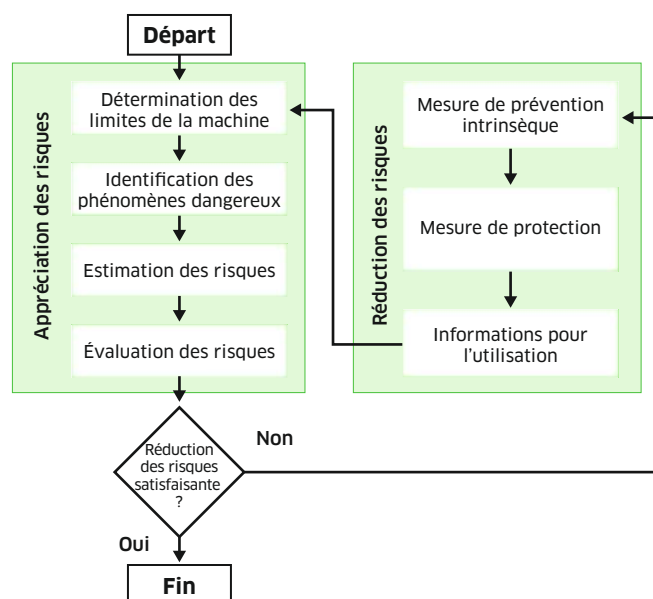 Départ
Appréciation des risques
Détermination des
limites de la machine
Identification des
phénomènes dangereux
Estimation des risques
Évaluation des risques
Réduction
des risques
satisfaisante
?
Non
Oui
Fin
Réduction des risques
Mesure de prévention
intrinsèque
Mesure de protection
Informations pour
l'utilisation